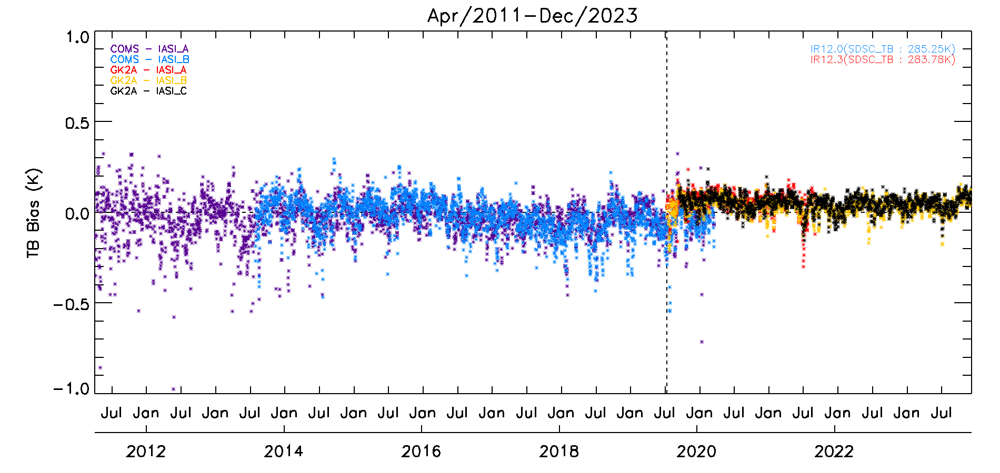 Apr/2011-Dec/2023
1.0
COMS - IASI_A
COMS - IASI_B
GK2A - IASI_A
GK2A - IASI_B
GK2A - IASI_C
IR12.0(SDSC_TB : 285.25K)
IR12.3(SDSC_TB : 283.78K)
0.5
0.0
-0.5
-1.0
TB Bias (K)
Jul Jan Jul Jan Jul Jan Jul Jan Jul Jan Jul Jan Jul Jan Jul Jan Jul Jan Jul Jan Jul Jan Jul Jan Jul
2012 2014 2016 2018 2020 2022